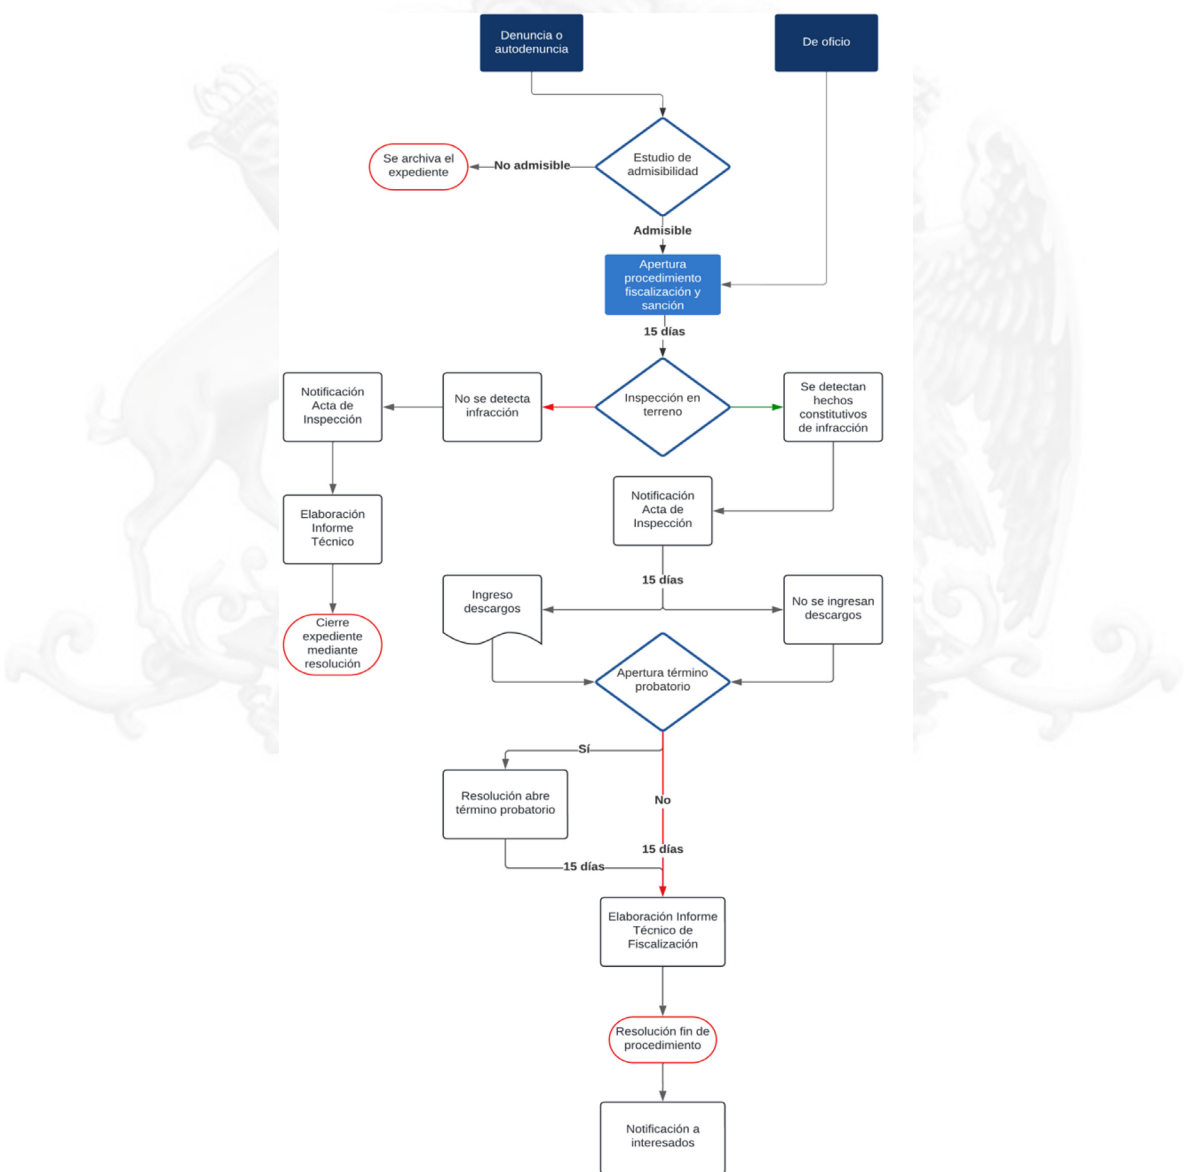 Denuncia o
autodenuncia
De oficio
Estudio de
admisibilidad
No admisible
Se archiva el
expediente
Admisible
Apertura
procedimiento
fiscalización y
sanción
15 días
Inspección en
terreno
No se detecta
infracción
Notificación
Acta de
Inspección
Se detectan
hechos
constitutivos
de infracción
Elaboración
Informe
Técnico
Notificación
Acta de
Inspección
15 días
Cierre
expediente
mediante
resolución
Ingreso
descargos
No se ingresan
descargos
Apertura término
probatorio
Sí
No
Resolución abre
término probatorio
15 días
15 días
Elaboración Informe
Técnico de
Fiscalización
Resolución fin de
procedimiento
Notificación a
interesados